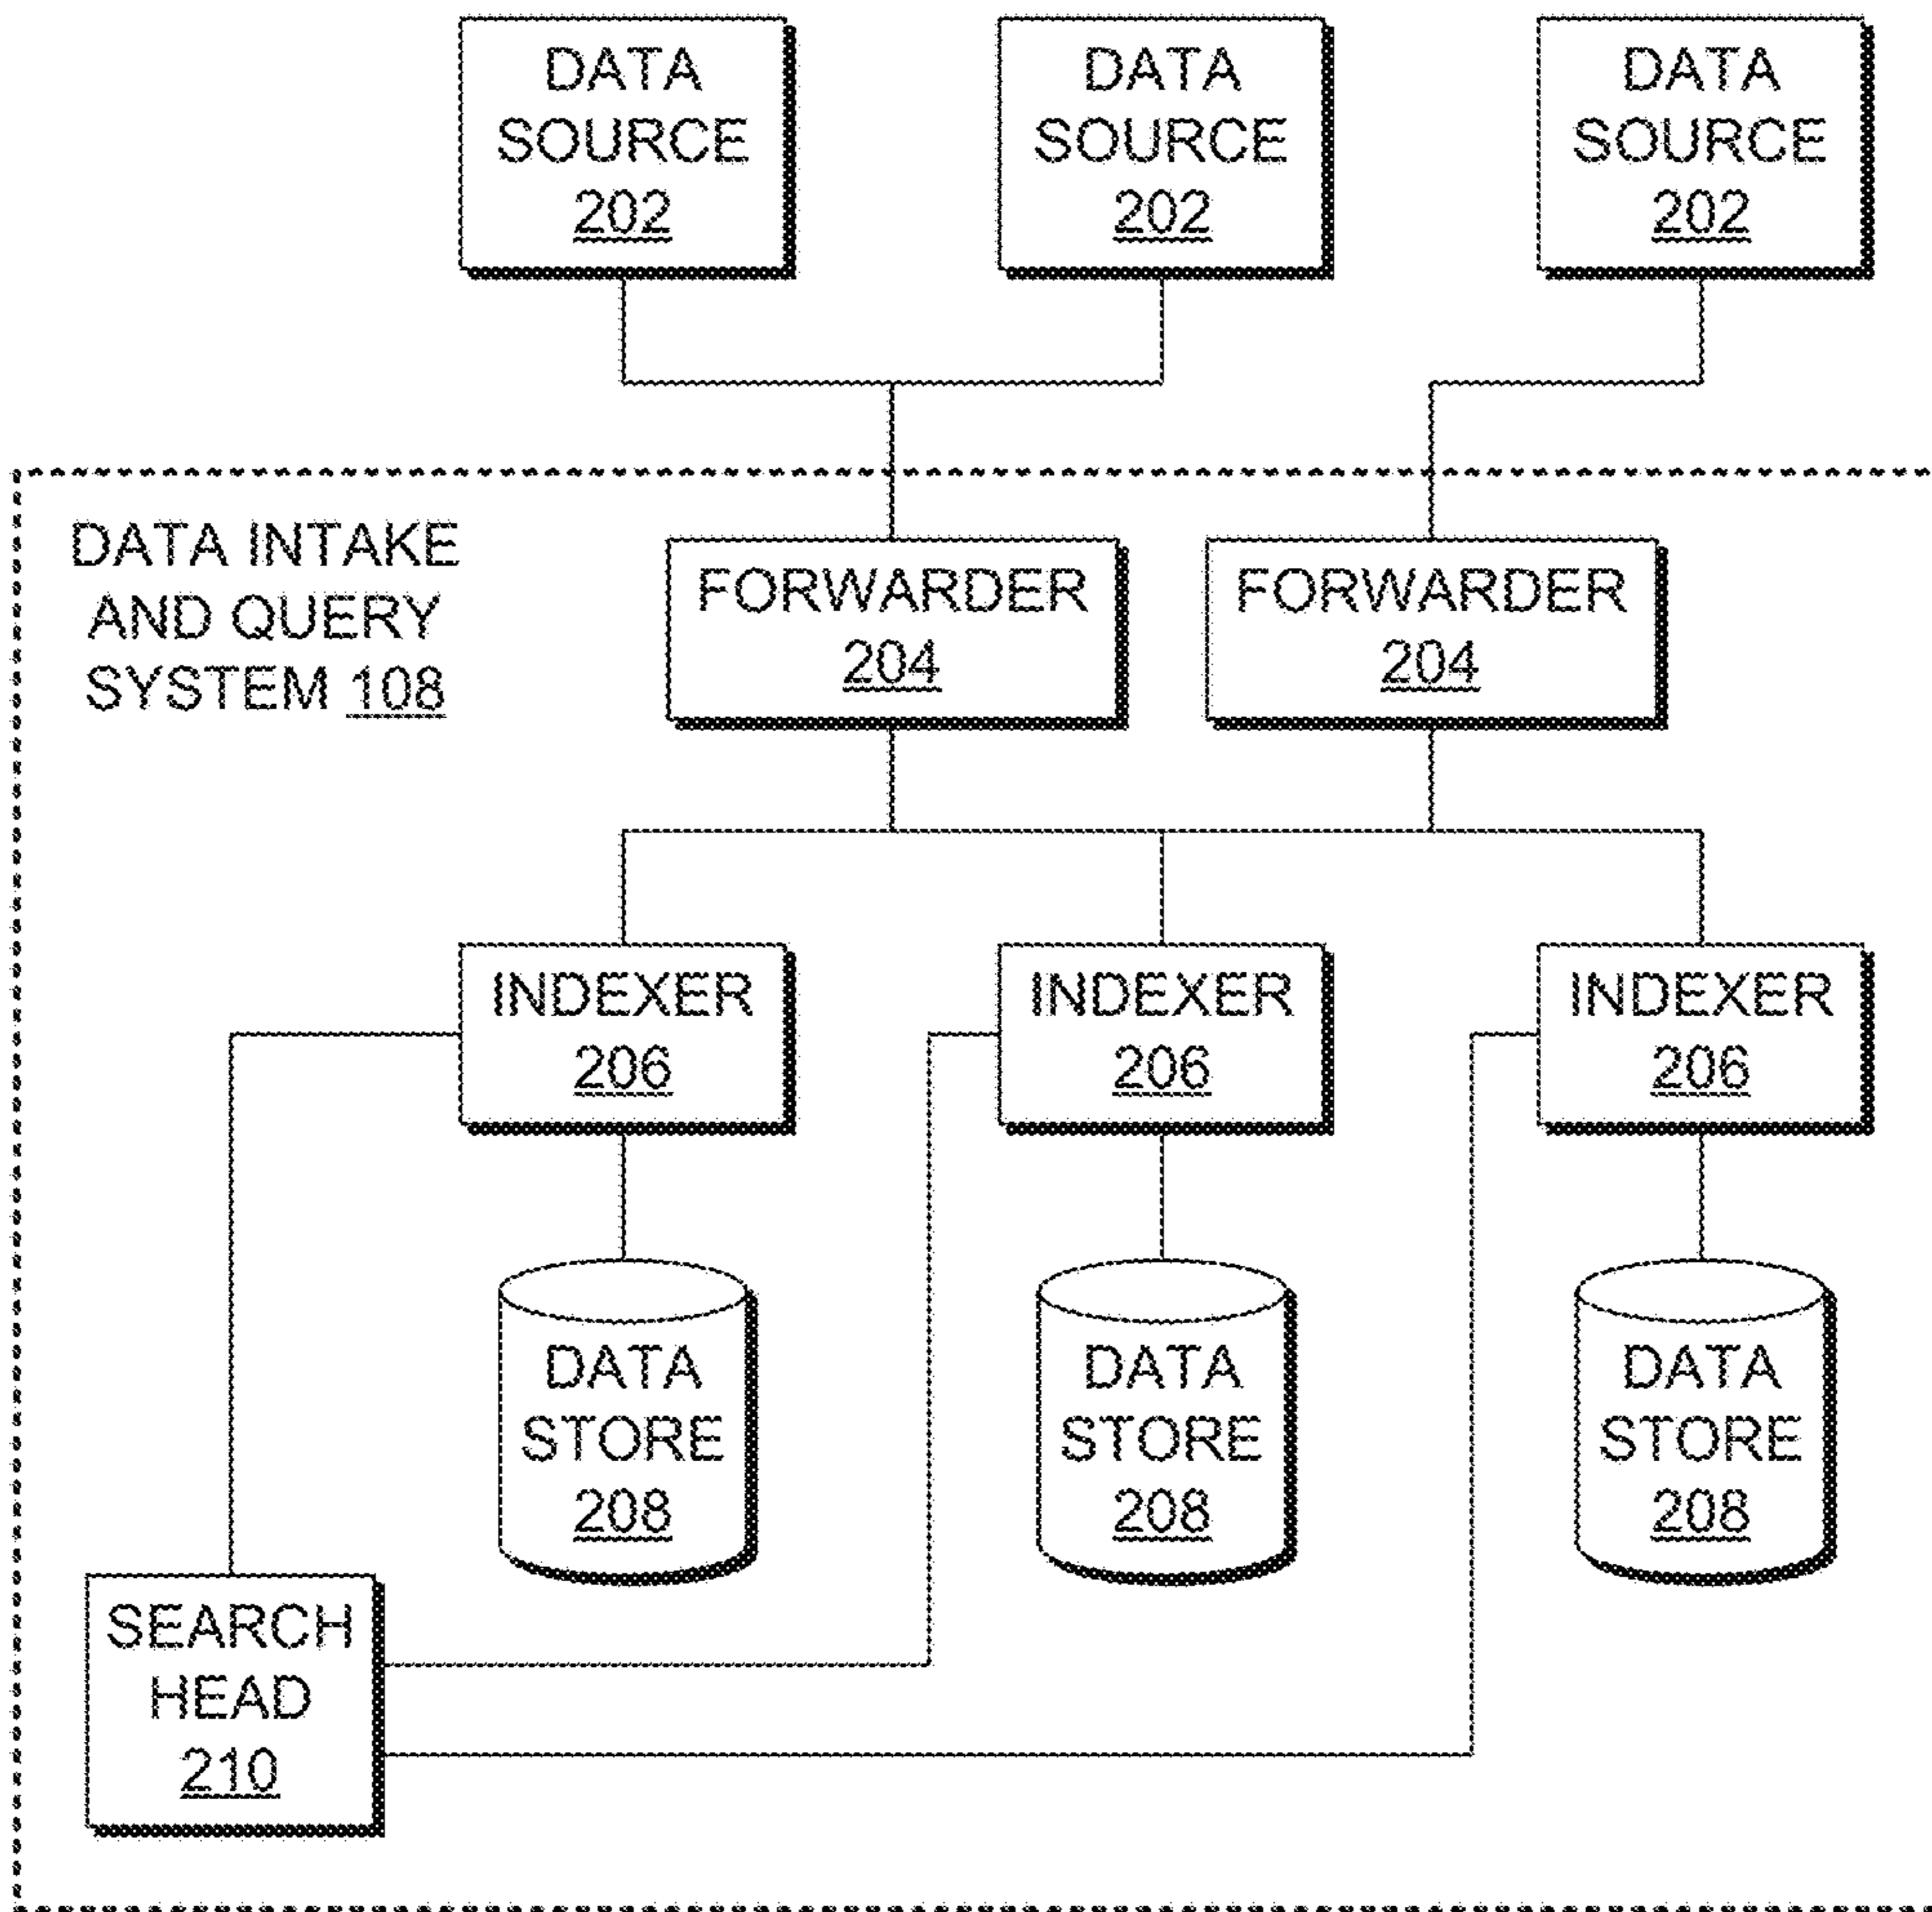 DATA
SOURCE
202
DATA
SOURCE
202
DATA
SOURCE
202
DATA INTAKE
AND QUERY
SYSTEM 108
FORWARDER
204
FORWARDER
204
INDEXER
206
INDEXER
206
INDEXER
206
DATA
STORE
208
DATA
STORE
208
DATA
STORE
208
SEARCH
HEAD
210